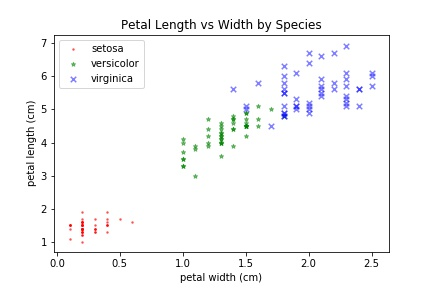 Petal Length vs Width by Species
setosa
versicolor
virginica
petal length (cm)
7
6
5
4
3
2
1
0.0 0.5 1.0 1.5 2.0 2.5
petal width (cm)